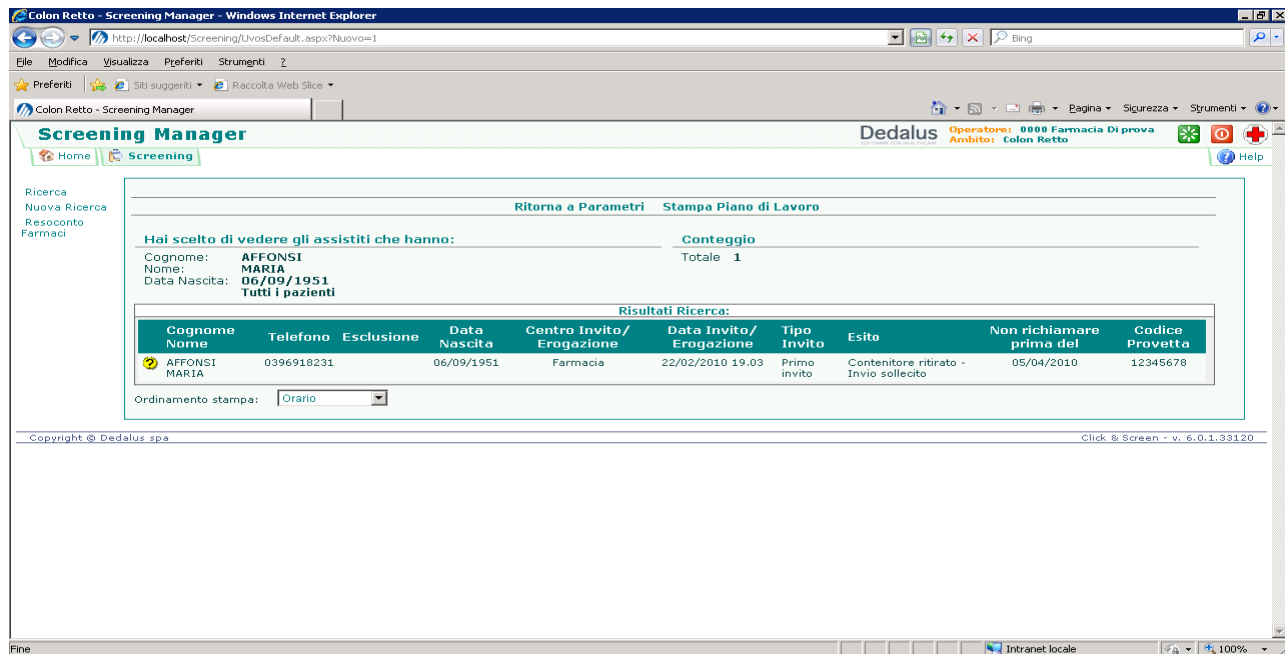 Colon Retto - Screening Manager - Windows Internet Explorer
http://localhost/Screening/UvosDefault.aspx?Nuovo=1
Bing
File Modifica Visualizza Preferiti Strumenti ?
Preferiti Siti suggeriti Raccolta Web Slice
Colon Retto - Screening Manager
Pagina Sicurezza Strumenti
Screening Manager
Dedalus
Operatore: 0000 Farmacia Di prova
Ambito: Colon Retto
Home Screening
Help
Ricerca
Nuova Ricerca
Resoconto
Farmaci
Ritorna a Parametri Stampa Piano di Lavoro
Hai scelto di vedere gli assistiti che hanno:
Conteggio
Cognome: AFFONSI
Totale 1
Nome: MARIA
Data Nascita: 06/09/1951
Tutti i pazienti
Risultati Ricerca:
Cognome Nome Telefono Esclusione Data Nascita Centro Invito/ Erogazione Data Invito/ Erogazione Tipo Invito Esito Non richiamare prima del Codice Provetta
AFFONSI MARIA 0396918231 06/09/1951 Farmacia 22/02/2010 19.03 Primo invito Contenitore ritirato - Invio sollecito 05/04/2010 12345678
Ordinamento stampa: Orario
Copyright © Dedalus spa
Click & Screen - v. 6.0.1.33120
Fine
Intranet locale
100%